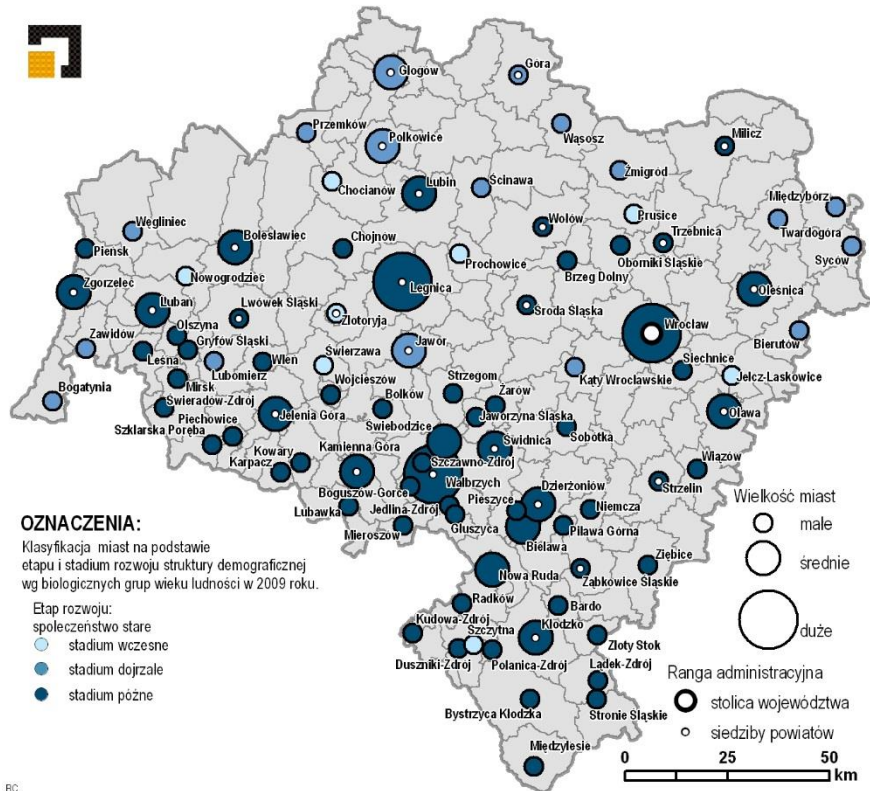 Głogów
Góra
Przemków
Polkowice
Wąsosz
Milicz
Chocianów
Lubin
Ścinawa
Żmigród
Międzybórz
Węgliniec
Bolesławiec
Chojnów
Wołów
Prusice
Trzebnica
Twardogóra
Pieńsk
Prochowice
Brzeg Dolny
Oborniki Śląskie
Syców
Nowogrodziec
Zgorzelec
Legnica
Oleśnica
Lubań
Lwówek Śląski
Złotoryja
Środa Śląska
Wrocław
Olszyna
Zawidów
Gryfów Śląski
Jawor
Bierutów
Leśna
Lubomierz
Wleń
Świerzawa
Siechnice
Kąty Wrocławskie
Jelcz-Laskowice
Mirsk
Wojcieszów
Strzegom
Żarów
Bogatynia
Świeradów-Zdrój
Bolków
Jaworzyna Śląska
Oława
Piechowice
Jelenia Góra
Świebodzice
Sobótka
Szklarska Poręba
Kowary
Kamienna Góra
Świdnica
Wiązów
Karpacz
Szczawno-Zdrój
Wałbrzych
Dzierżoniów
Strzelin
Boguszów-Gorce
Pieszyce
Niemcza
Lubawka
Jedlina-Zdrój
Głuszyca
Piława Górna
Mieroszów
Bielawa
Ziębice
Nowa Ruda
Ząbkowice Śląskie
Radków
Bardo
Kudowa-Zdrój
Szczytna
Kłodzko
Złoty Stok
Duszniki-Zdrój
Polanica-Zdrój
Lądek-Zdrój
Bystrzyca Kłodzka
Stronie Śląskie
Międzylesie
OZNACZENIA:
Klasyfikacja miast na podstawie
etapu i stadium rozwoju struktury demograficznej
wg biologicznych grup wieku ludności w 2009 roku.
Etap rozwoju:
społeczeństwo stare
stadium wczesne
stadium dojrzałe
stadium późne
Wielkość miast
małe
średnie
duże
Ranga administracyjna
stolica województwa
siedziby powiatów
0 25 50
km
BC